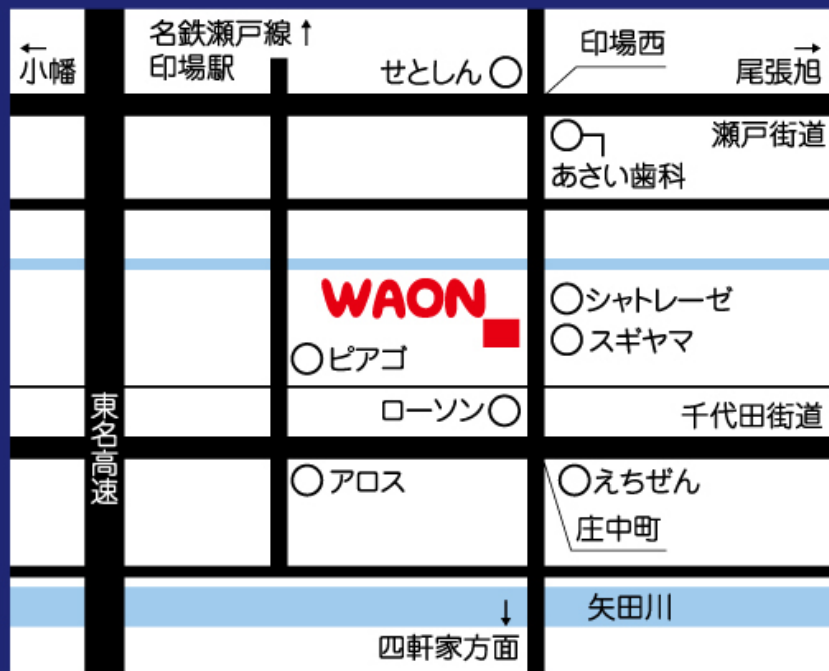 ←
小幡
名鉄瀬戸線↑
印場駅
せとしん
印場西
→
尾張旭
瀬戸街道
あさい歯科
WAON
シャトレーゼ
スギヤマ
ピアゴ
ローソン
千代田街道
東名高速
アロス
えちぜん
庄中町
矢田川
↓
四軒家方面